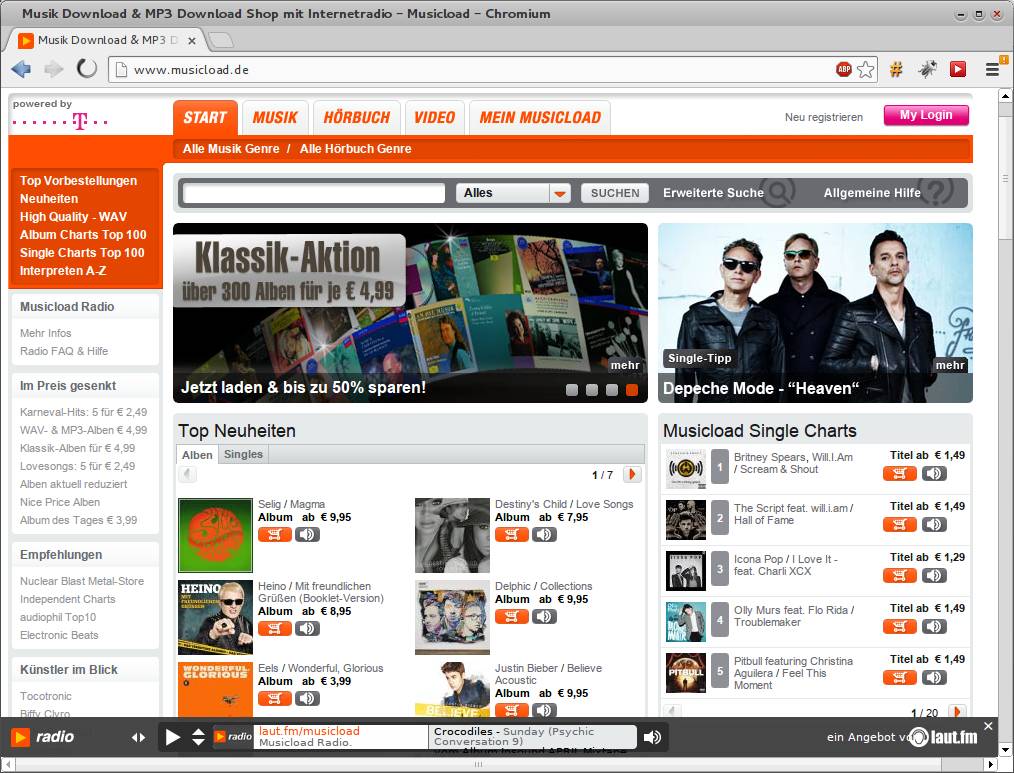 Musik Download & MP3 Download Shop mit Internetradio – Musicload – Chromium
Musik Download & MP3 D
www.musicload.de
ABP
powered by
T
START
MUSIK
HÖRBUCH
VIDEO
MEIN MUSICLOAD
Neu registrieren
My Login
Alle Musik Genre / Alle Hörbuch Genre
Top Vorbestellungen
Neuheiten
High Quality - WAV
Album Charts Top 100
Single Charts Top 100
Interpreten A-Z
Alles
SUCHEN
Erweiterte Suche
Allgemeine Hilfe
Klassik-Aktion
über 300 Alben für je € 4,99
mehr
Jetzt laden & bis zu 50% sparen!
Single-Tipp
mehr
Depeche Mode - “Heaven“
Musicload Radio
Mehr Infos
Radio FAQ & Hilfe
Im Preis gesenkt
Karneval-Hits: 5 für € 2,49
WAV- & MP3-Alben € 4,99
Klassik-Alben für € 4,99
Lovesongs: 5 für € 2,49
Alben aktuell reduziert
Nice Price Alben
Album des Tages € 3,99
Empfehlungen
Nuclear Blast Metal-Store
Independent Charts
audiophil Top10
Electronic Beats
Künstler im Blick
Tocotronic
Biffy Clyro
Top Neuheiten
Alben
Singles
1 / 7
Selig / Magma
Album ab € 9,95
Destiny's Child / Love Songs
Album ab € 7,95
HEINO
Heino / Mit freundlichen
Grüßen (Booklet-Version)
Album ab € 8,95
Delphic / Collections
Album ab € 9,95
WONDERFUL,
GLORIOUS
Eels / Wonderful, Glorious
Album ab € 3,99
BELIEVE
Justin Bieber / Believe
Acoustic
Album ab € 9,95
Musicload Single Charts
1
Britney Spears, Will.I.Am
/ Scream & Shout
Titel ab € 1,49
2
The Script feat. will.i.am /
Hall of Fame
Titel ab € 1,49
ICONA POP
3
Icona Pop / I Love It -
feat. Charli XCX
Titel ab € 1,29
4
Olly Murs feat. Flo Rida /
Troublemaker
Titel ab € 1,49
PITBULL
5
Pitbull featuring Christina
Aguilera / Feel This
Moment
Titel ab € 1,49
1 / 20
radio
radio
laut.fm/musicload
Musicload Radio.
Crocodiles - Sunday (Psychic
Conversation 9)
vom Album Insound APRIL Mixtape
ein Angebot vo
laut.fm